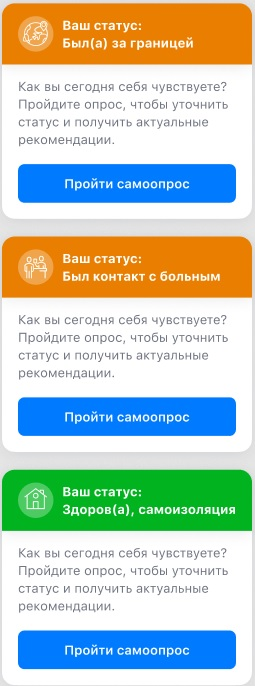 Ваш статус:
Был(а) за границей
Как вы сегодня себя чувствуете?
Пройдите опрос, чтобы уточнить
статус и получить актуальные
рекомендации.
Пройти самоопрос
Ваш статус:
Был контакт с больным
Как вы сегодня себя чувствуете?
Пройдите опрос, чтобы уточнить
статус и получить актуальные
рекомендации.
Пройти самоопрос
Ваш статус:
Здоров(а), самоизоляция
Как вы сегодня себя чувствуете?
Пройдите опрос, чтобы уточнить
статус и получить актуальные
рекомендации.
Пройти самоопрос